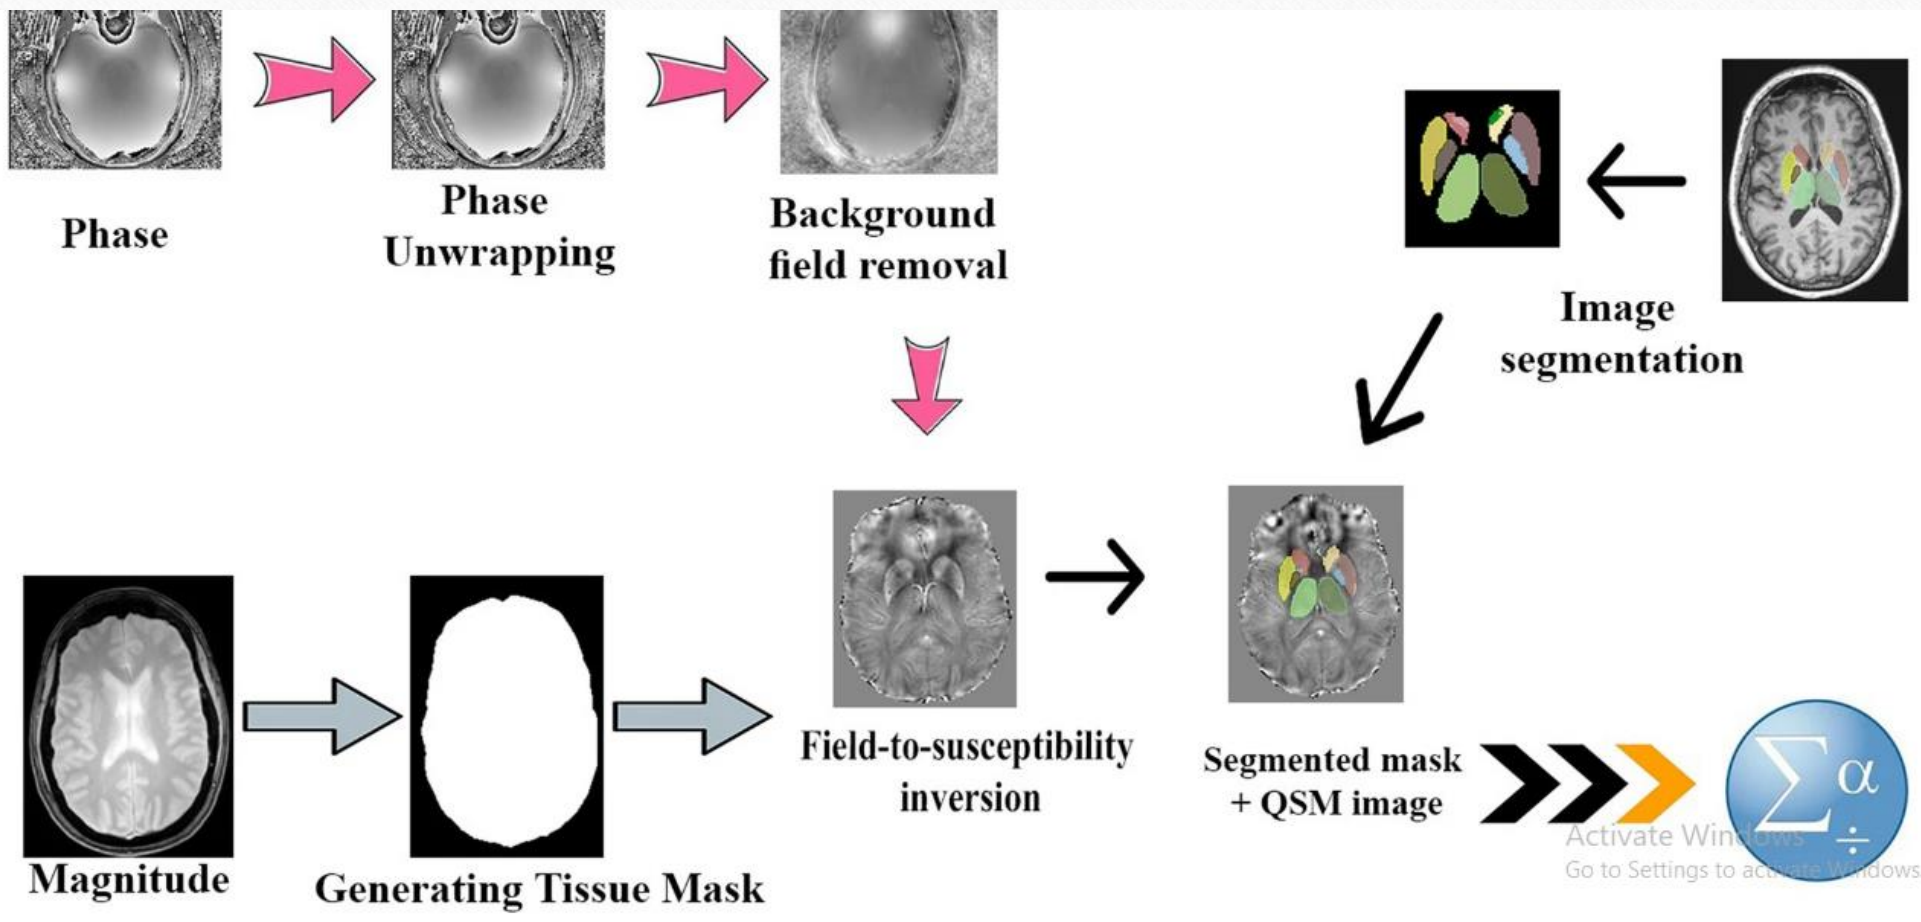 Phase
Phase
Unwrapping
Background
field removal
Image
segmentation
Magnitude
Generating Tissue Mask
Field-to-susceptibility
inversion
Segmented mask
+ QSM image
Σ α
÷
Activate Windows
Go to Settings to activate Windows